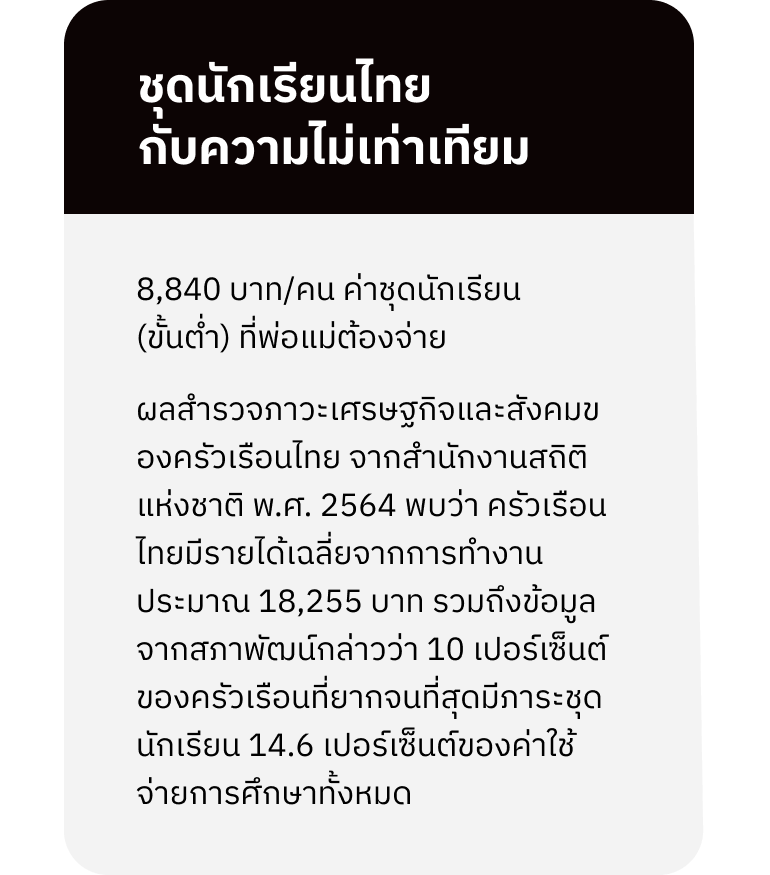 ชุดนักเรียนไทย
กับความไม่เท่าเทียม
8,840 บาท/คน ค่าชุดนักเรียน
(ขั้นต่ำ) ที่พ่อแม่ต้องจ่าย
ผลสำรวจภาวะเศรษฐกิจและสังคมข
องครัวเรือนไทย จากสำนักงานสถิติ
แห่งชาติ พ.ศ. 2564 พบว่า ครัวเรือน
ไทยมีรายได้เฉลี่ยจากการทำงาน
ประมาณ 18,255 บาท รวมถึงข้อมูล
จากสภาพัฒน์กล่าวว่า 10 เปอร์เซ็นต์
ของครัวเรือนที่ยากจนที่สุดมีภาระชุด
นักเรียน 14.6 เปอร์เซ็นต์ของค่าใช้
จ่ายการศึกษาทั้งหมด